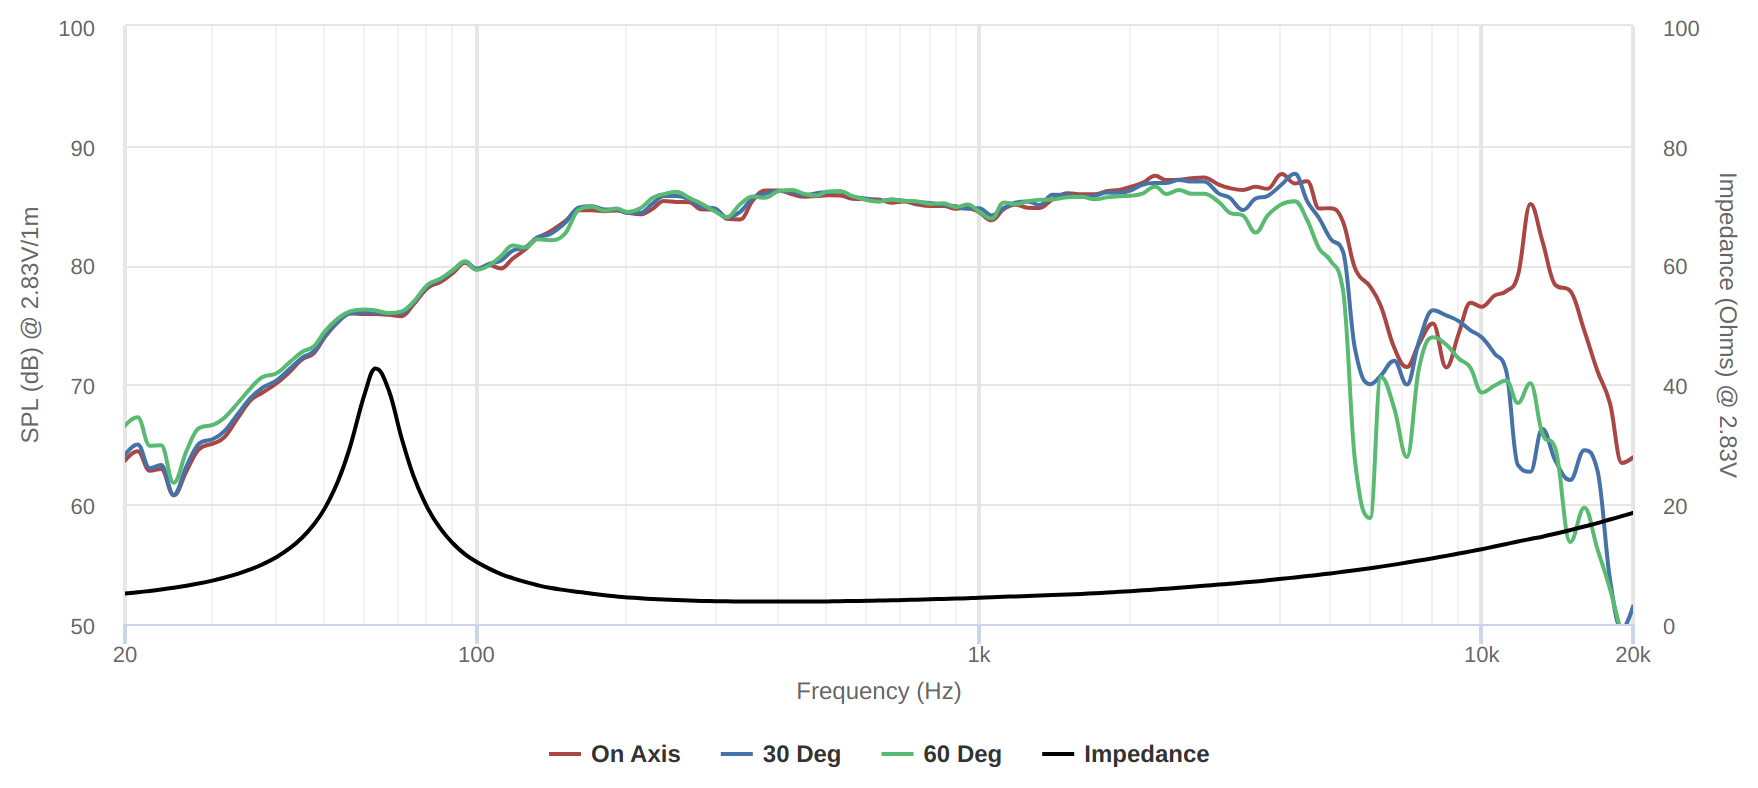 100
90
80
70
60
50
SPL (dB) @ 2.83V/1m
100
80
60
40
20
0
Impedance (Ohms) @ 2.83V
20
100
1k
10k
20k
Frequency (Hz)
On Axis
30 Deg
60 Deg
Impedance